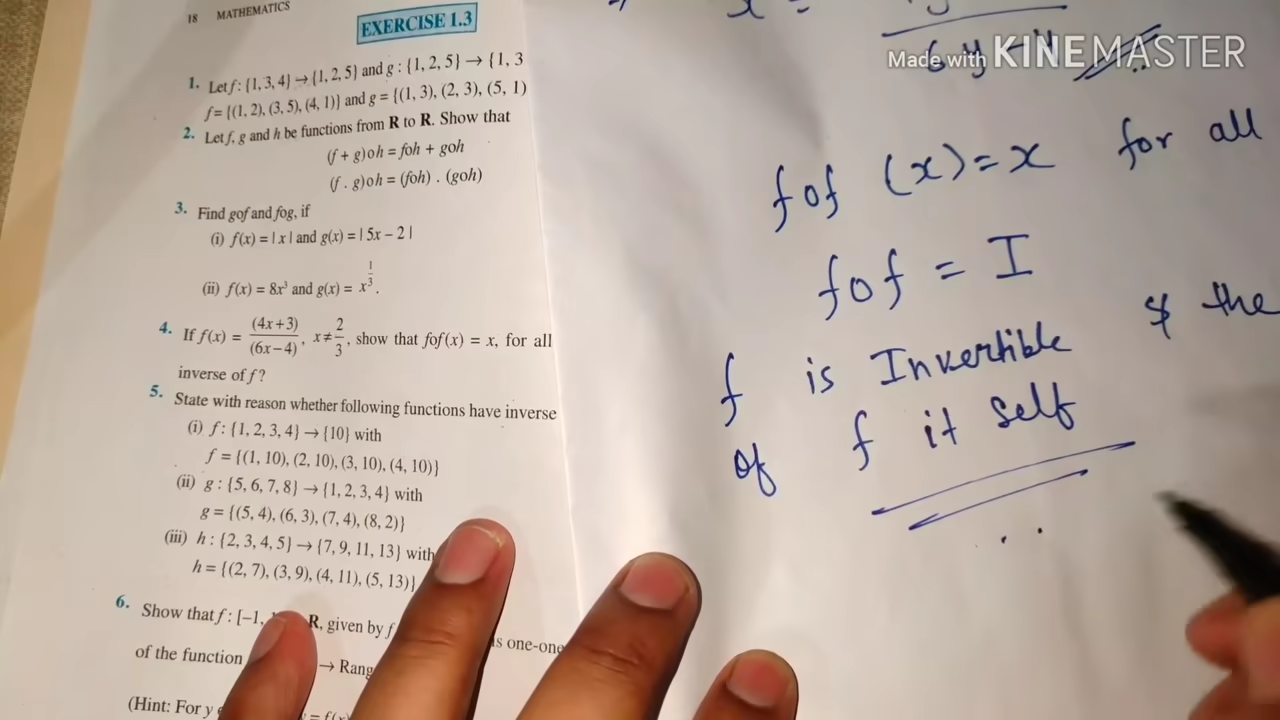 18 MATHEMATICS
EXERCISE 1.3
1. Let f : {1, 3, 4} → {1, 2, 5} and g : {1, 2, 5} → {1, 3
f = {(1, 2), (3, 5), (4, 1)} and g = {(1, 3), (2, 3), (5, 1)
2. Let f, g and h be functions from R to R. Show that
(f + g)oh = foh + goh
(f . g)oh = (foh) . (goh)
3. Find gof and fog, if
(i) f(x) = | x | and g(x) = | 5x – 2 |
(ii) f(x) = 8x³ and g(x) = x^(1/3).
4. If f(x) = (4x+3)/(6x–4), x ≠ 2/3, show that fof(x) = x, for all
inverse of f ?
5. State with reason whether following functions have inverse
(i) f : {1, 2, 3, 4} → {10} with
f = {(1, 10), (2, 10), (3, 10), (4, 10)}
(ii) g : {5, 6, 7, 8} → {1, 2, 3, 4} with
g = {(5, 4), (6, 3), (7, 4), (8, 2)}
(iii) h : {2, 3, 4, 5} → {7, 9, 11, 13} with
h = {(2, 7), (3, 9), (4, 11), (5, 13)}
6. Show that f : [–1, R, given by f is one-one
of the function → Rang
(Hint: For y = f(x)
Made with KINEMASTER
fof (x) = x for all
fof = I
f is Invertible & the
of f it self